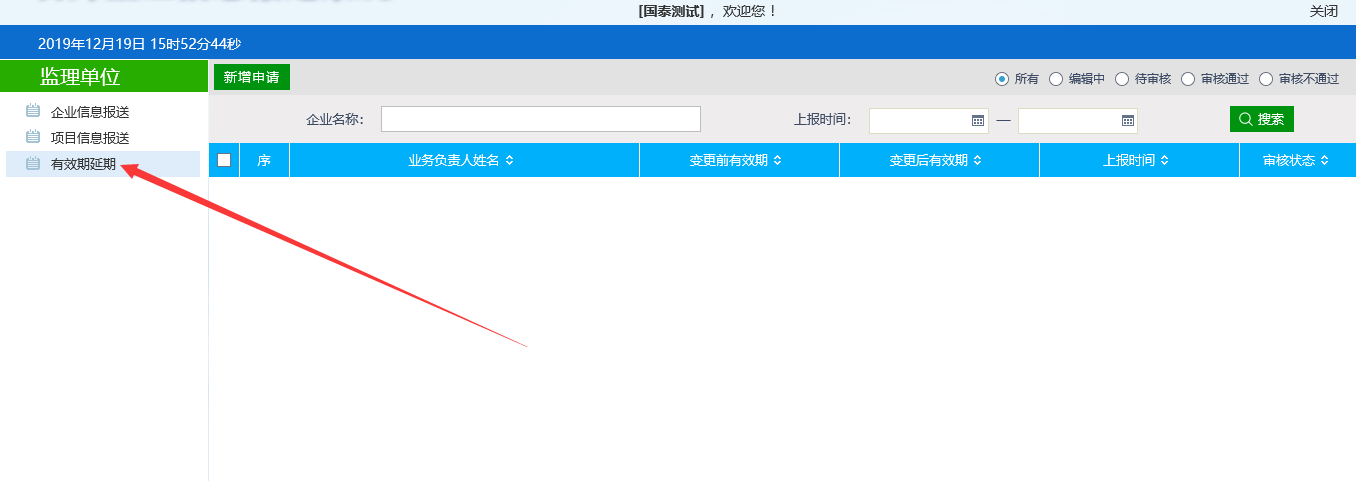 [国泰测试] ，欢迎您！ 关闭
2019年12月19日 15时52分44秒
监理单位
企业信息报送
项目信息报送
有效期延期
新增申请 所有 编辑中 待审核 审核通过 审核不通过
企业名称： 上报时间： — 搜索
序 业务负责人姓名 变更前有效期 变更后有效期 上报时间 审核状态